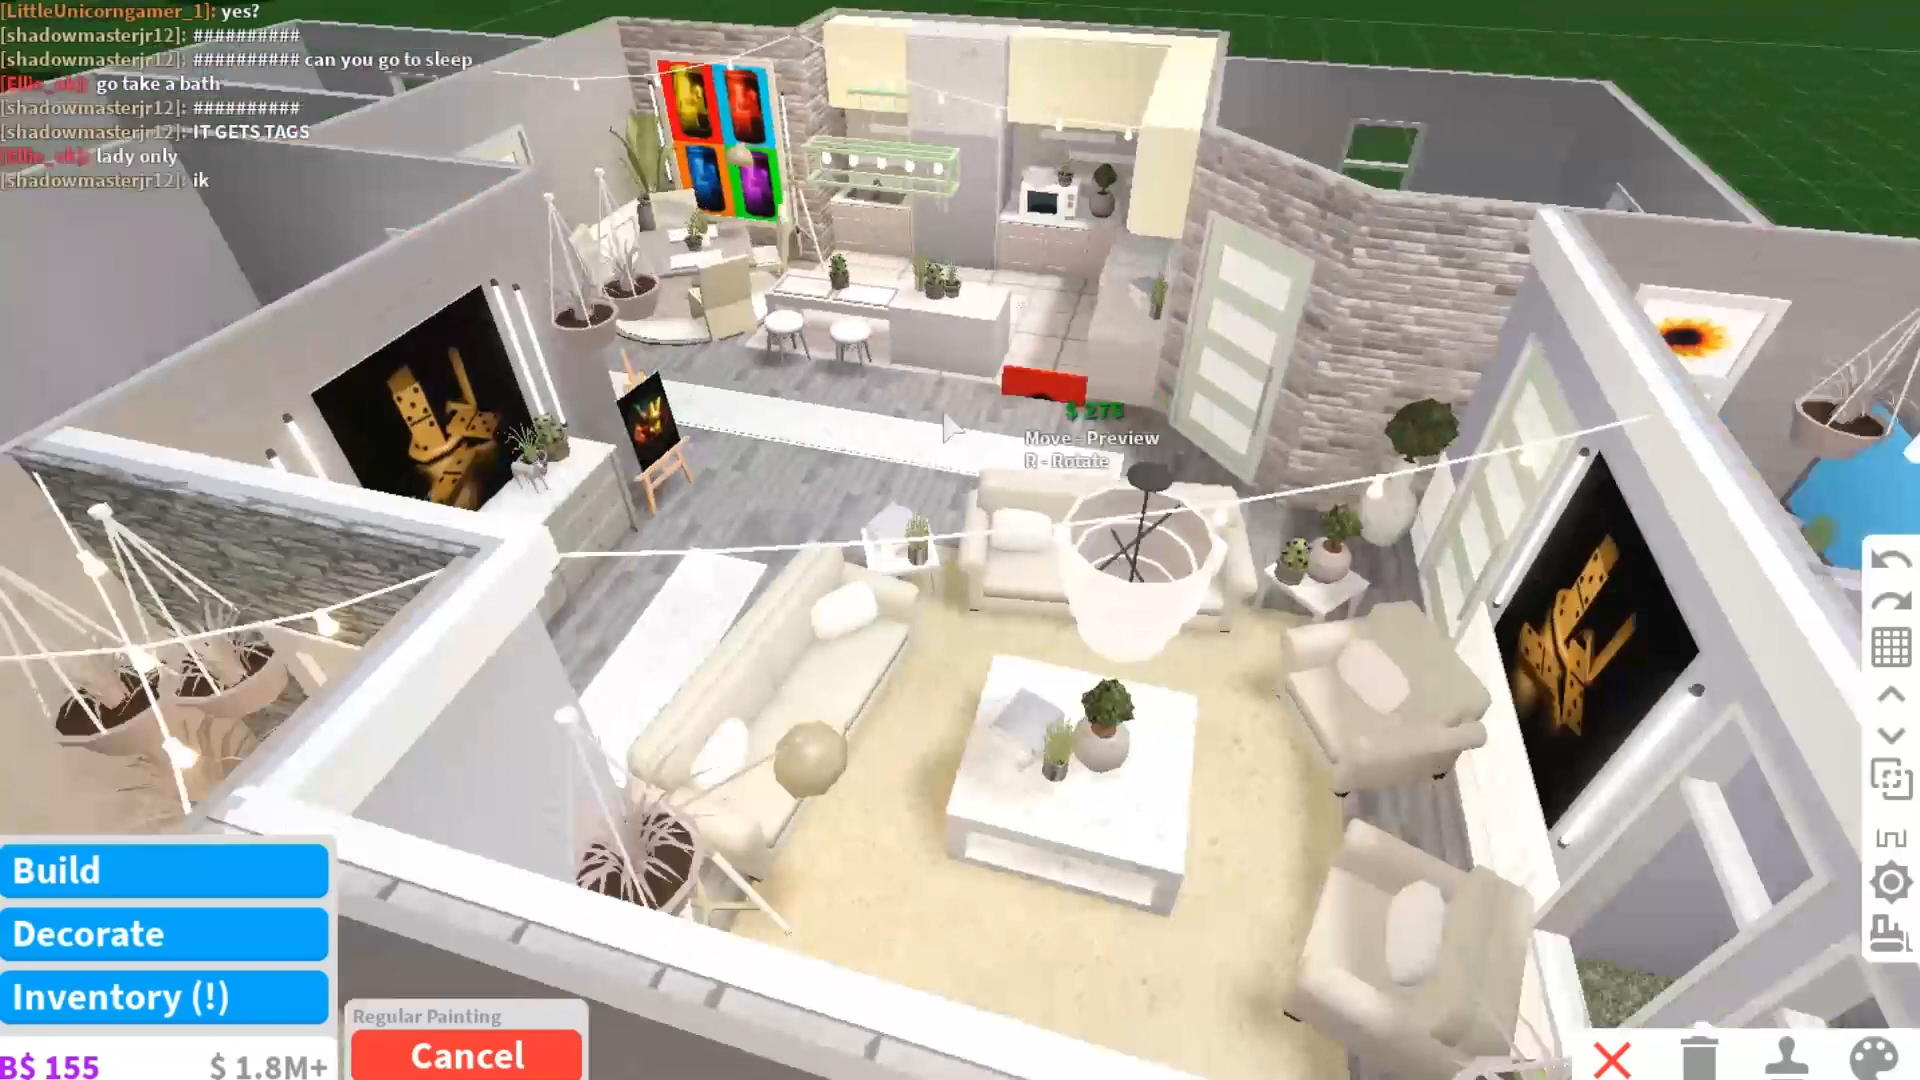 [LittleUnicorngamer_1]: yes?
[shadowmasterjr12]: ##########
[shadowmasterjr12]: ########## can you go to sleep
go take a bath
[shadowmasterjr12]: ##########
[shadowmasterjr12]: IT GETS TAGS
lady only
[shadowmasterjr12]: ik
$ 275
Move - Preview
R - Rotate
Build
Decorate
Inventory (!)
Regular Painting
B$ 155
$ 1.8M+
Cancel